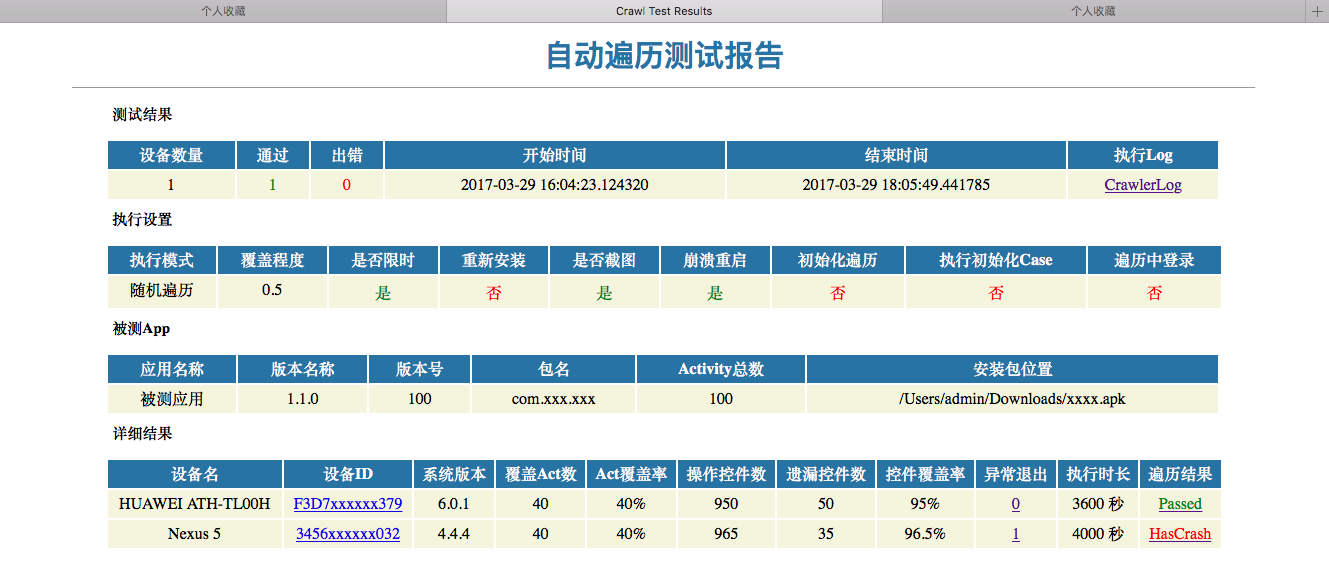 个人收藏 Crawl Test Results 个人收藏
自动遍历测试报告
测试结果
设备数量 通过 出错 开始时间 结束时间 执行Log
1 1 0 2017-03-29 16:04:23.124320 2017-03-29 18:05:49.441785 CrawlerLog
执行设置
执行模式 覆盖程度 是否限时 重新安装 是否截图 崩溃重启 初始化遍历 执行初始化Case 遍历中登录
随机遍历 0.5 是 否 是 是 否 否 否
被测App
应用名称 版本名称 版本号 包名 Activity总数 安装包位置
被测应用 1.1.0 100 com.xxx.xxx 100 /Users/admin/Downloads/xxxx.apk
详细结果
设备名 设备ID 系统版本 覆盖Act数 Act覆盖率 操作控件数 遗漏控件数 控件覆盖率 异常退出 执行时长 遍历结果
HUAWEI ATH-TL00H F3D7xxxxxx379 6.0.1 40 40% 950 50 95% 0 3600 秒 Passed
Nexus 5 3456xxxxxx032 4.4.4 40 40% 965 35 96.5% 1 4000 秒 HasCrash